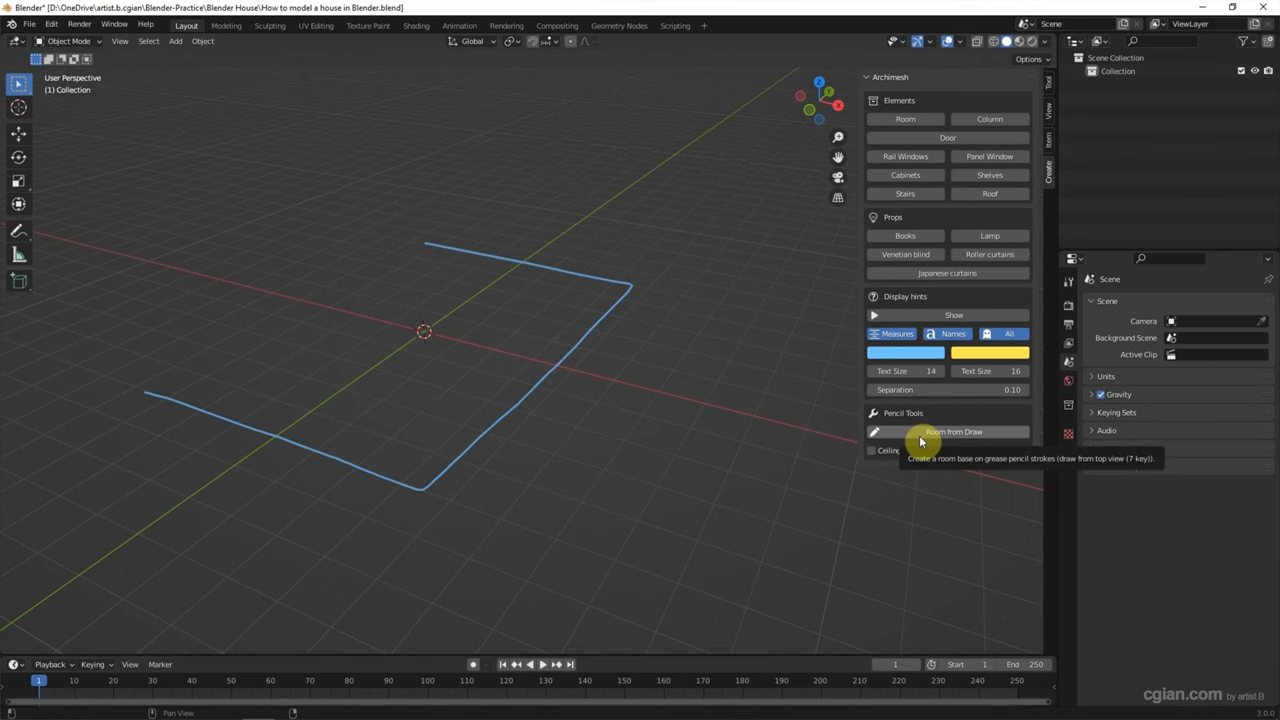 Blender* [D:\OneDrive\artist.b.cgian\Blender-Practice\Blender House\How to model a house in Blender.blend]
File Edit Render Window Help Layout Modeling Sculpting UV Editing Texture Paint Shading Animation Rendering Compositing Geometry Nodes Scripting + Scene ViewLayer
Object Mode View Select Add Object Global
Options
User Perspective
(1) Collection
Z
Y
X
Archimesh
Elements
Room Column
Door
Rail Windows Panel Window
Cabinets Shelves
Stairs Roof
Props
Books Lamp
Venetian blind Roller curtains
Japanese curtains
Display hints
Show
Measures Names All
Text Size 14 Text Size 16
Separation 0.10
Pencil Tools
Room from Draw
Ceiling
Create a room base on grease pencil strokes (draw from top view (7 key)).
Tool
View
Item
Create
Scene Collection
Collection
Scene
Scene
Camera
Background Scene
Active Clip
Units
Gravity
Keying Sets
Audio
Playback Keying View Marker 1 Start 1 End 250
1 10 20 30 40 50 60 70 80 90 100 110 120 130 140 150 160 170 180 190 200 210 220 230 240 250
cgian.com by artist.B
Pan View 3.0.0